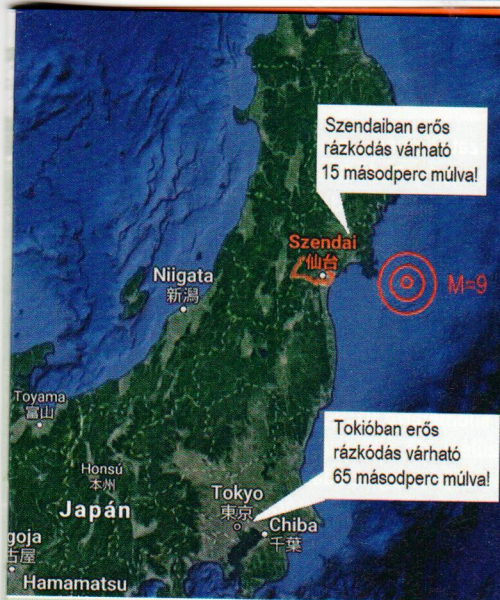 Szendaiban erős
rázkódás várható
15 másodperc múlva!
Szendai
仙台
M=9
Niigata
新潟
Toyama
富山
Tokióban erős
rázkódás várható
65 másodperc múlva!
Honsú
本州
Japán
Tokyo
東京
Chiba
千葉
goja
古屋
Hamamatsu